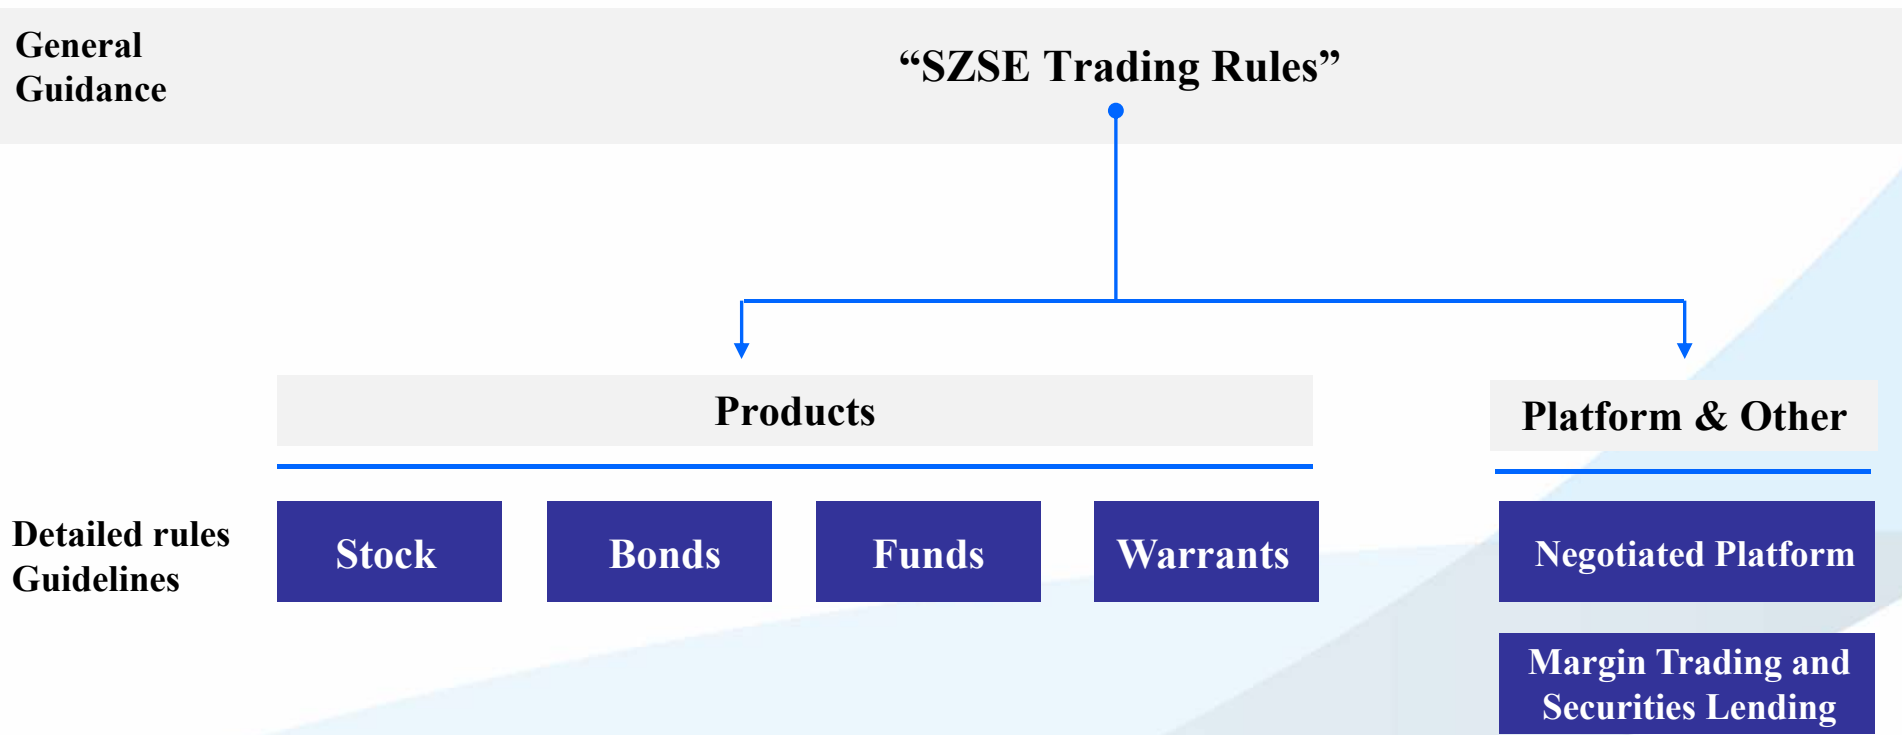 General
Guidance
“SZSE Trading Rules”
Products
Platform & Other
Detailed rules
Guidelines
Stock
Bonds
Funds
Warrants
Negotiated Platform
Margin Trading and
Securities Lending